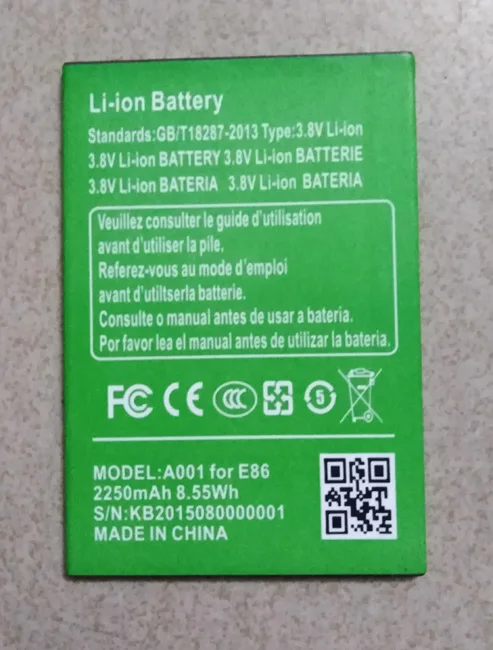 Li-ion Battery
Standards:GB/T18287-2013 Type:3.8V Li-ion
3.8V Li-ion BATTERY 3.8V Li-ion BATTERIE
3.8V Li-ion BATERIA 3.8V Li-ion BATERIA
Veuillez consulter le guide d'utilisation
avant d'utiliser la pile.
Referez-vous au mode d'emploi
avant d'utiltserla batterie.
Consulte o manual antes de usar a bateria.
Por favor lea el manual antes de utilizar la bateria.
FC CE CCC 5
MODEL:A001 for E86
2250mAh 8.55Wh
S/N:KB2015080000001
MADE IN CHINA